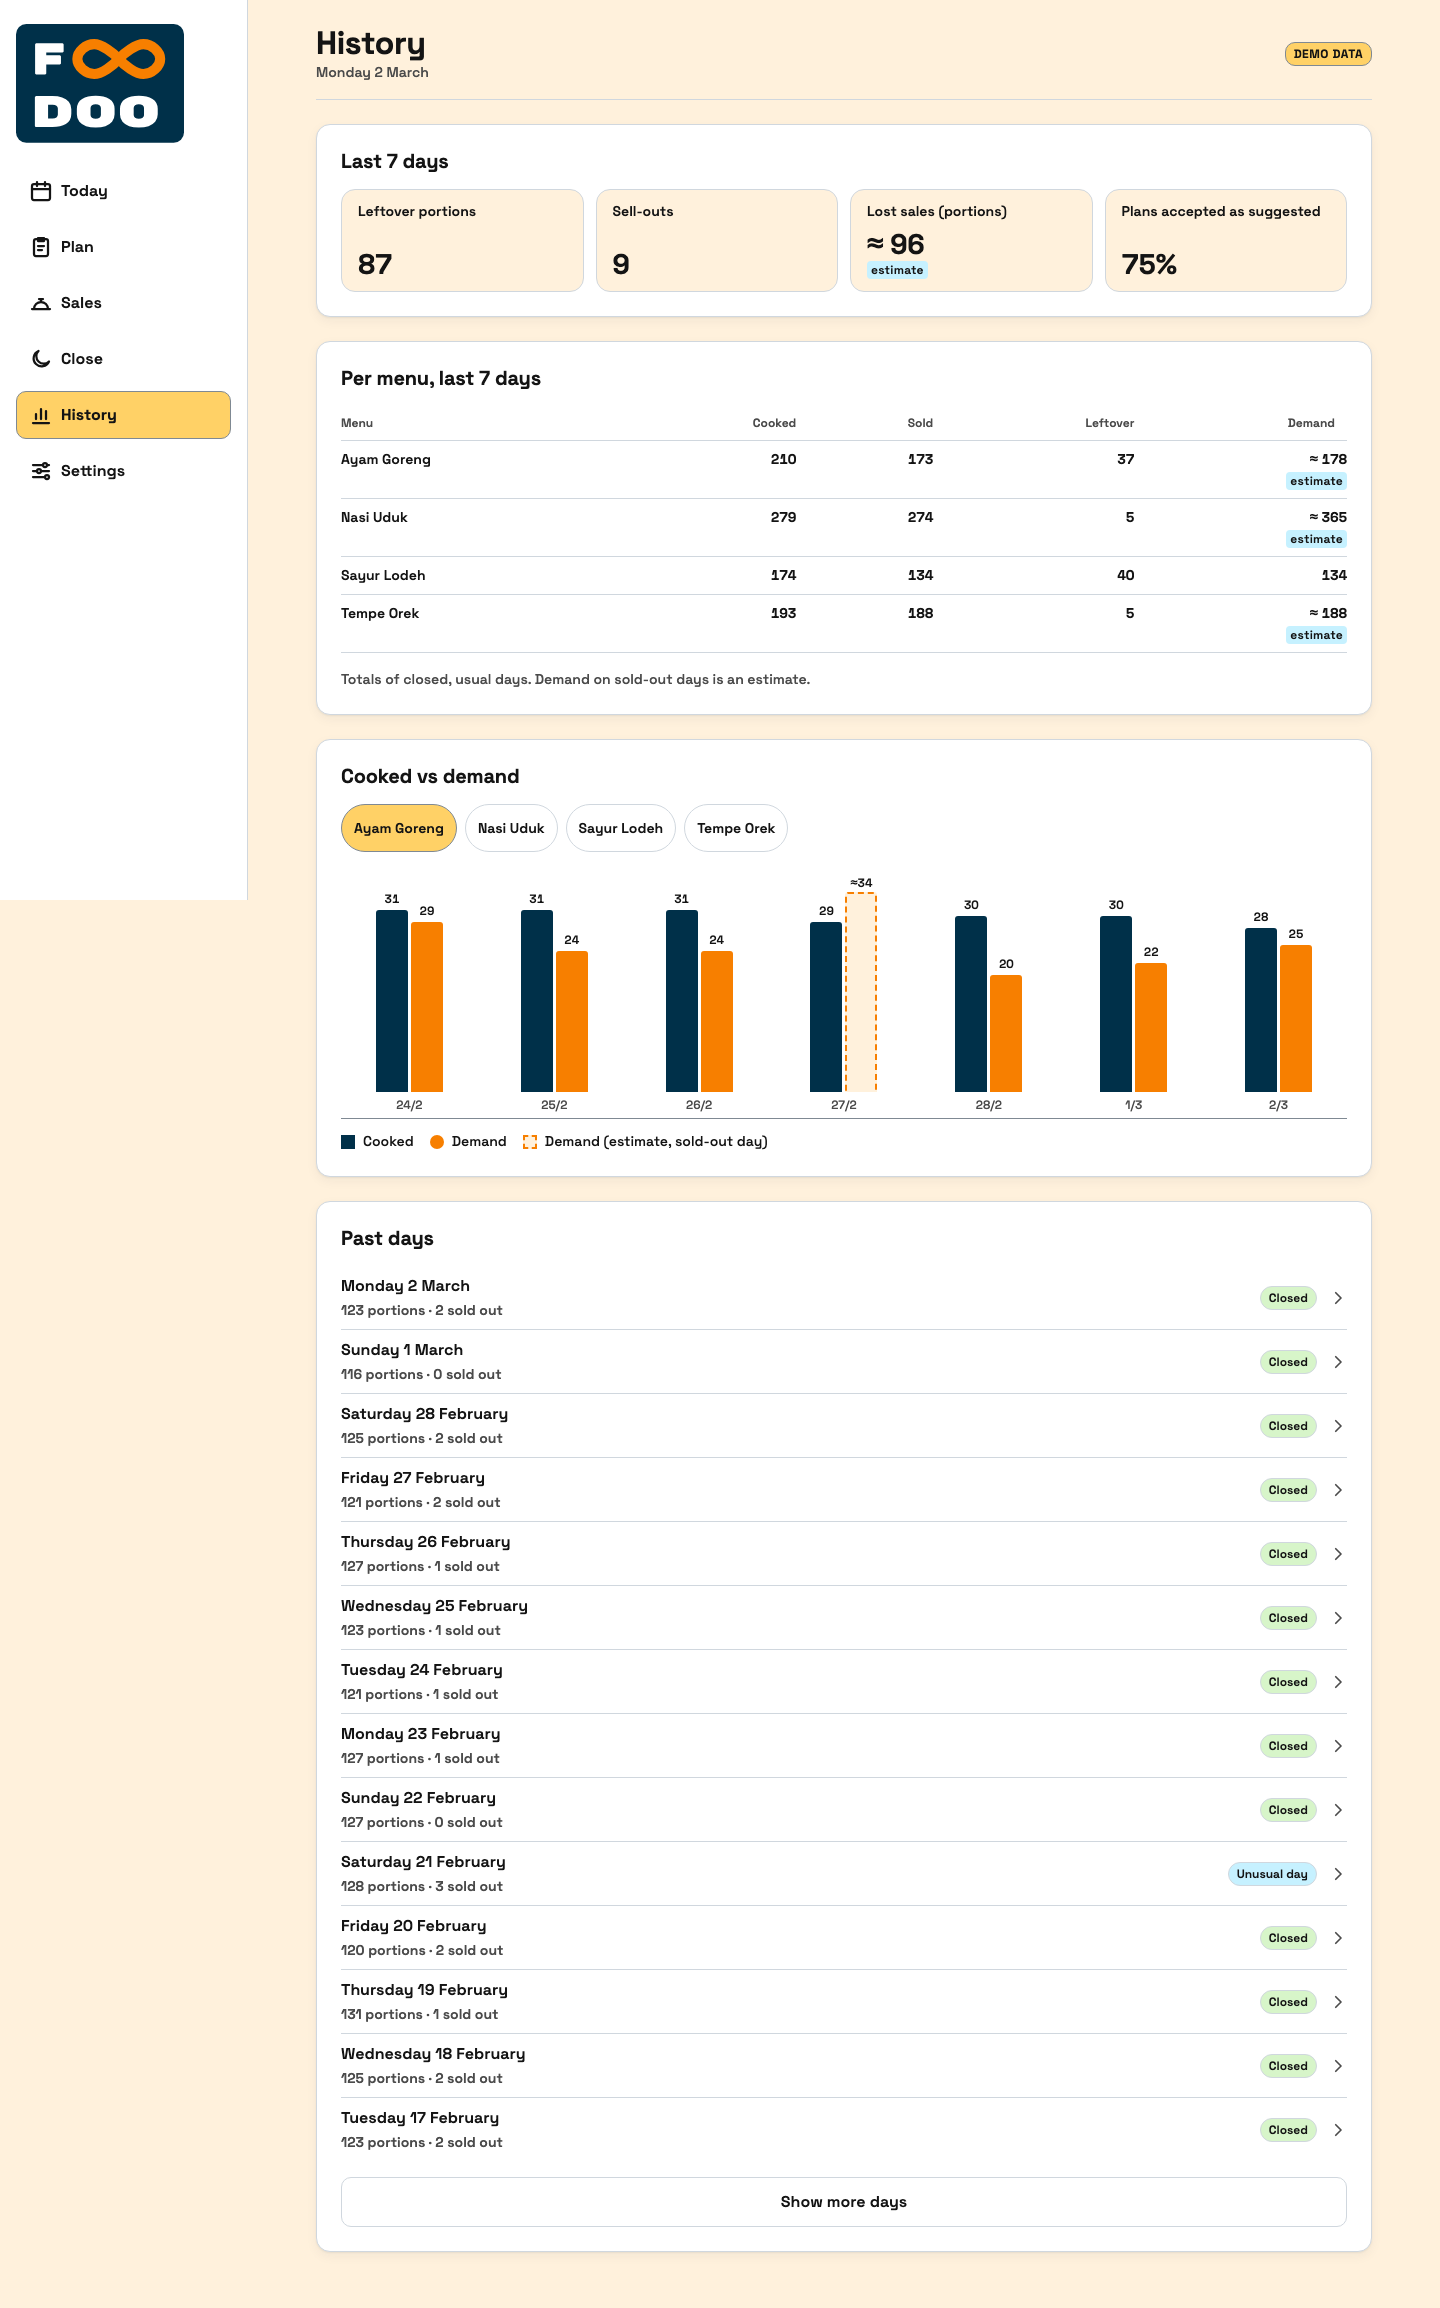 F
DOO
Today
Plan
Sales
Close
History
Settings
History
Monday 2 March
DEMO DATA
Last 7 days
Leftover portions
87
Sell-outs
9
Lost sales (portions)
≈ 96
estimate
Plans accepted as suggested
75%
Per menu, last 7 days
Menu Cooked Sold Leftover Demand
Ayam Goreng 210 173 37 ≈ 178
estimate
Nasi Uduk 279 274 5 ≈ 365
estimate
Sayur Lodeh 174 134 40 134
Tempe Orek 193 188 5 ≈ 188
estimate
Totals of closed, usual days. Demand on sold-out days is an estimate.
Cooked vs demand
Ayam Goreng Nasi Uduk Sayur Lodeh Tempe Orek
31 29 31 24 31 24 29 ≈34 30 20 30 22 28 25
24/2 25/2 26/2 27/2 28/2 1/3 2/3
Cooked Demand Demand (estimate, sold-out day)
Past days
Monday 2 March
123 portions · 2 sold out
Closed
Sunday 1 March
116 portions · 0 sold out
Closed
Saturday 28 February
125 portions · 2 sold out
Closed
Friday 27 February
121 portions · 2 sold out
Closed
Thursday 26 February
127 portions · 1 sold out
Closed
Wednesday 25 February
123 portions · 1 sold out
Closed
Tuesday 24 February
121 portions · 1 sold out
Closed
Monday 23 February
127 portions · 1 sold out
Closed
Sunday 22 February
127 portions · 0 sold out
Closed
Saturday 21 February
128 portions · 3 sold out
Unusual day
Friday 20 February
120 portions · 2 sold out
Closed
Thursday 19 February
131 portions · 1 sold out
Closed
Wednesday 18 February
125 portions · 2 sold out
Closed
Tuesday 17 February
123 portions · 2 sold out
Closed
Show more days